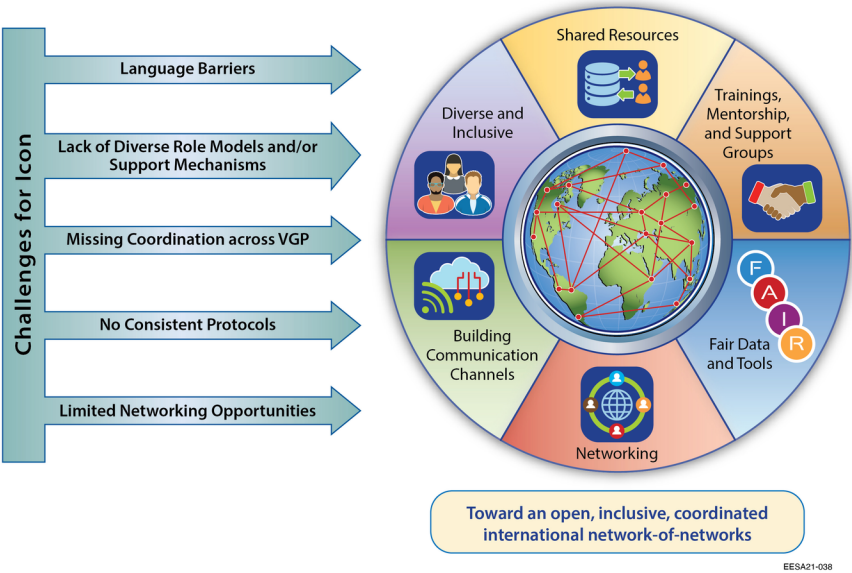 Challenges for Icon
Language Barriers
Lack of Diverse Role Models and/or
Support Mechanisms
Missing Coordination across VGP
No Consistent Protocols
Limited Networking Opportunities
Shared Resources
Diverse and
Inclusive
Trainings,
Mentorship,
and Support
Groups
Building
Communication
Channels
F
A
I
R
Fair Data
and Tools
Networking
Toward an open, inclusive, coordinated
international network-of-networks
EESA21-038